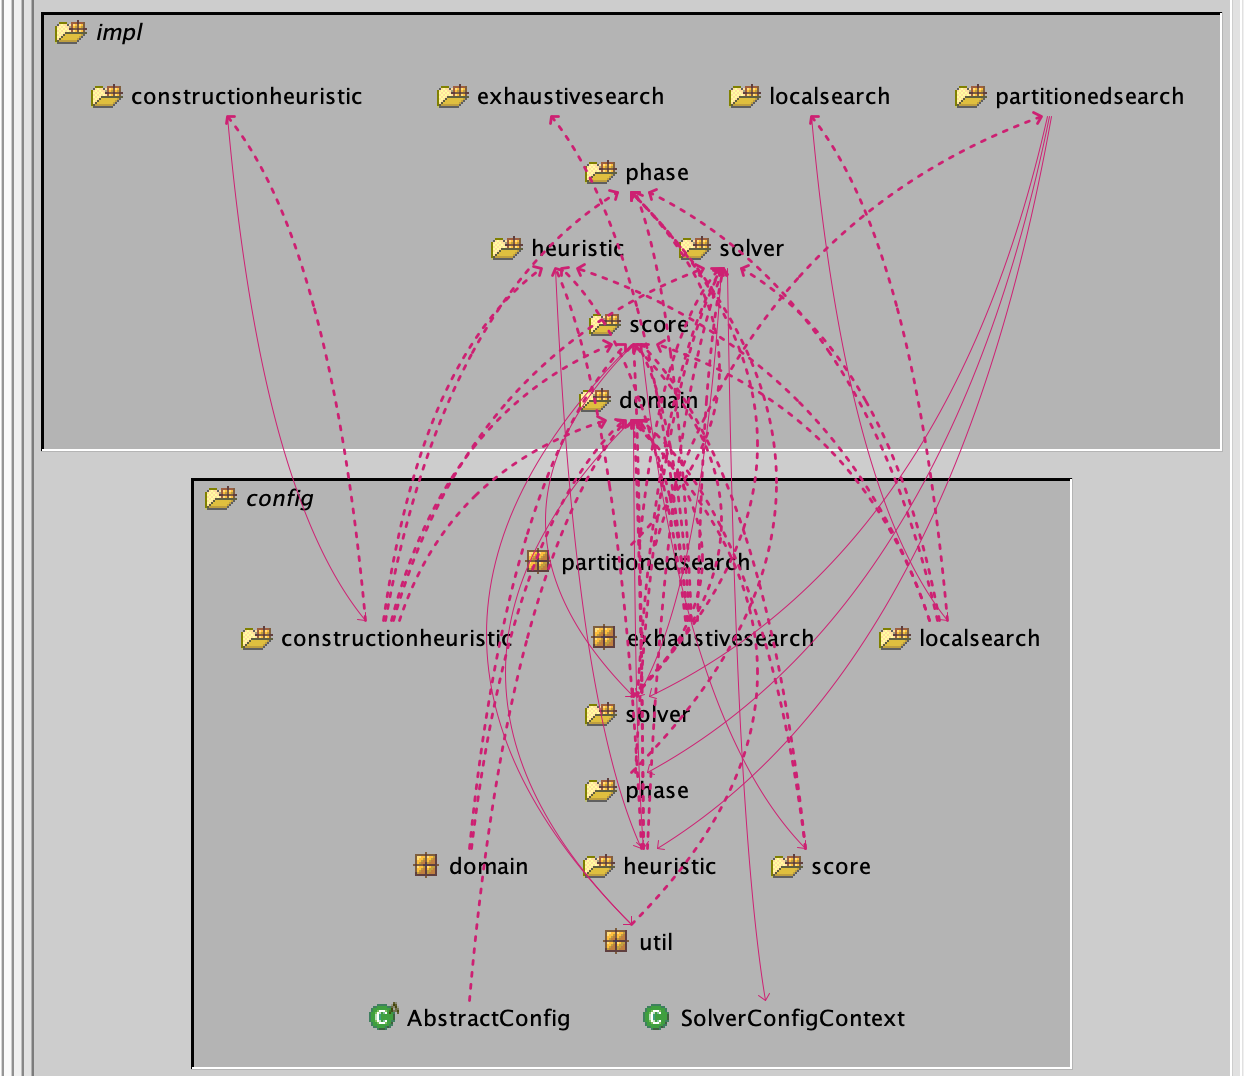 impl
constructionheuristic exhaustivesearch localsearch partitionedsearch
phase
heuristic solver
score
domain
config
partitionedsearch
constructionheuristic exhaustivesearch localsearch
solver
phase
domain heuristic score
util
AbstractConfig SolverConfigContext